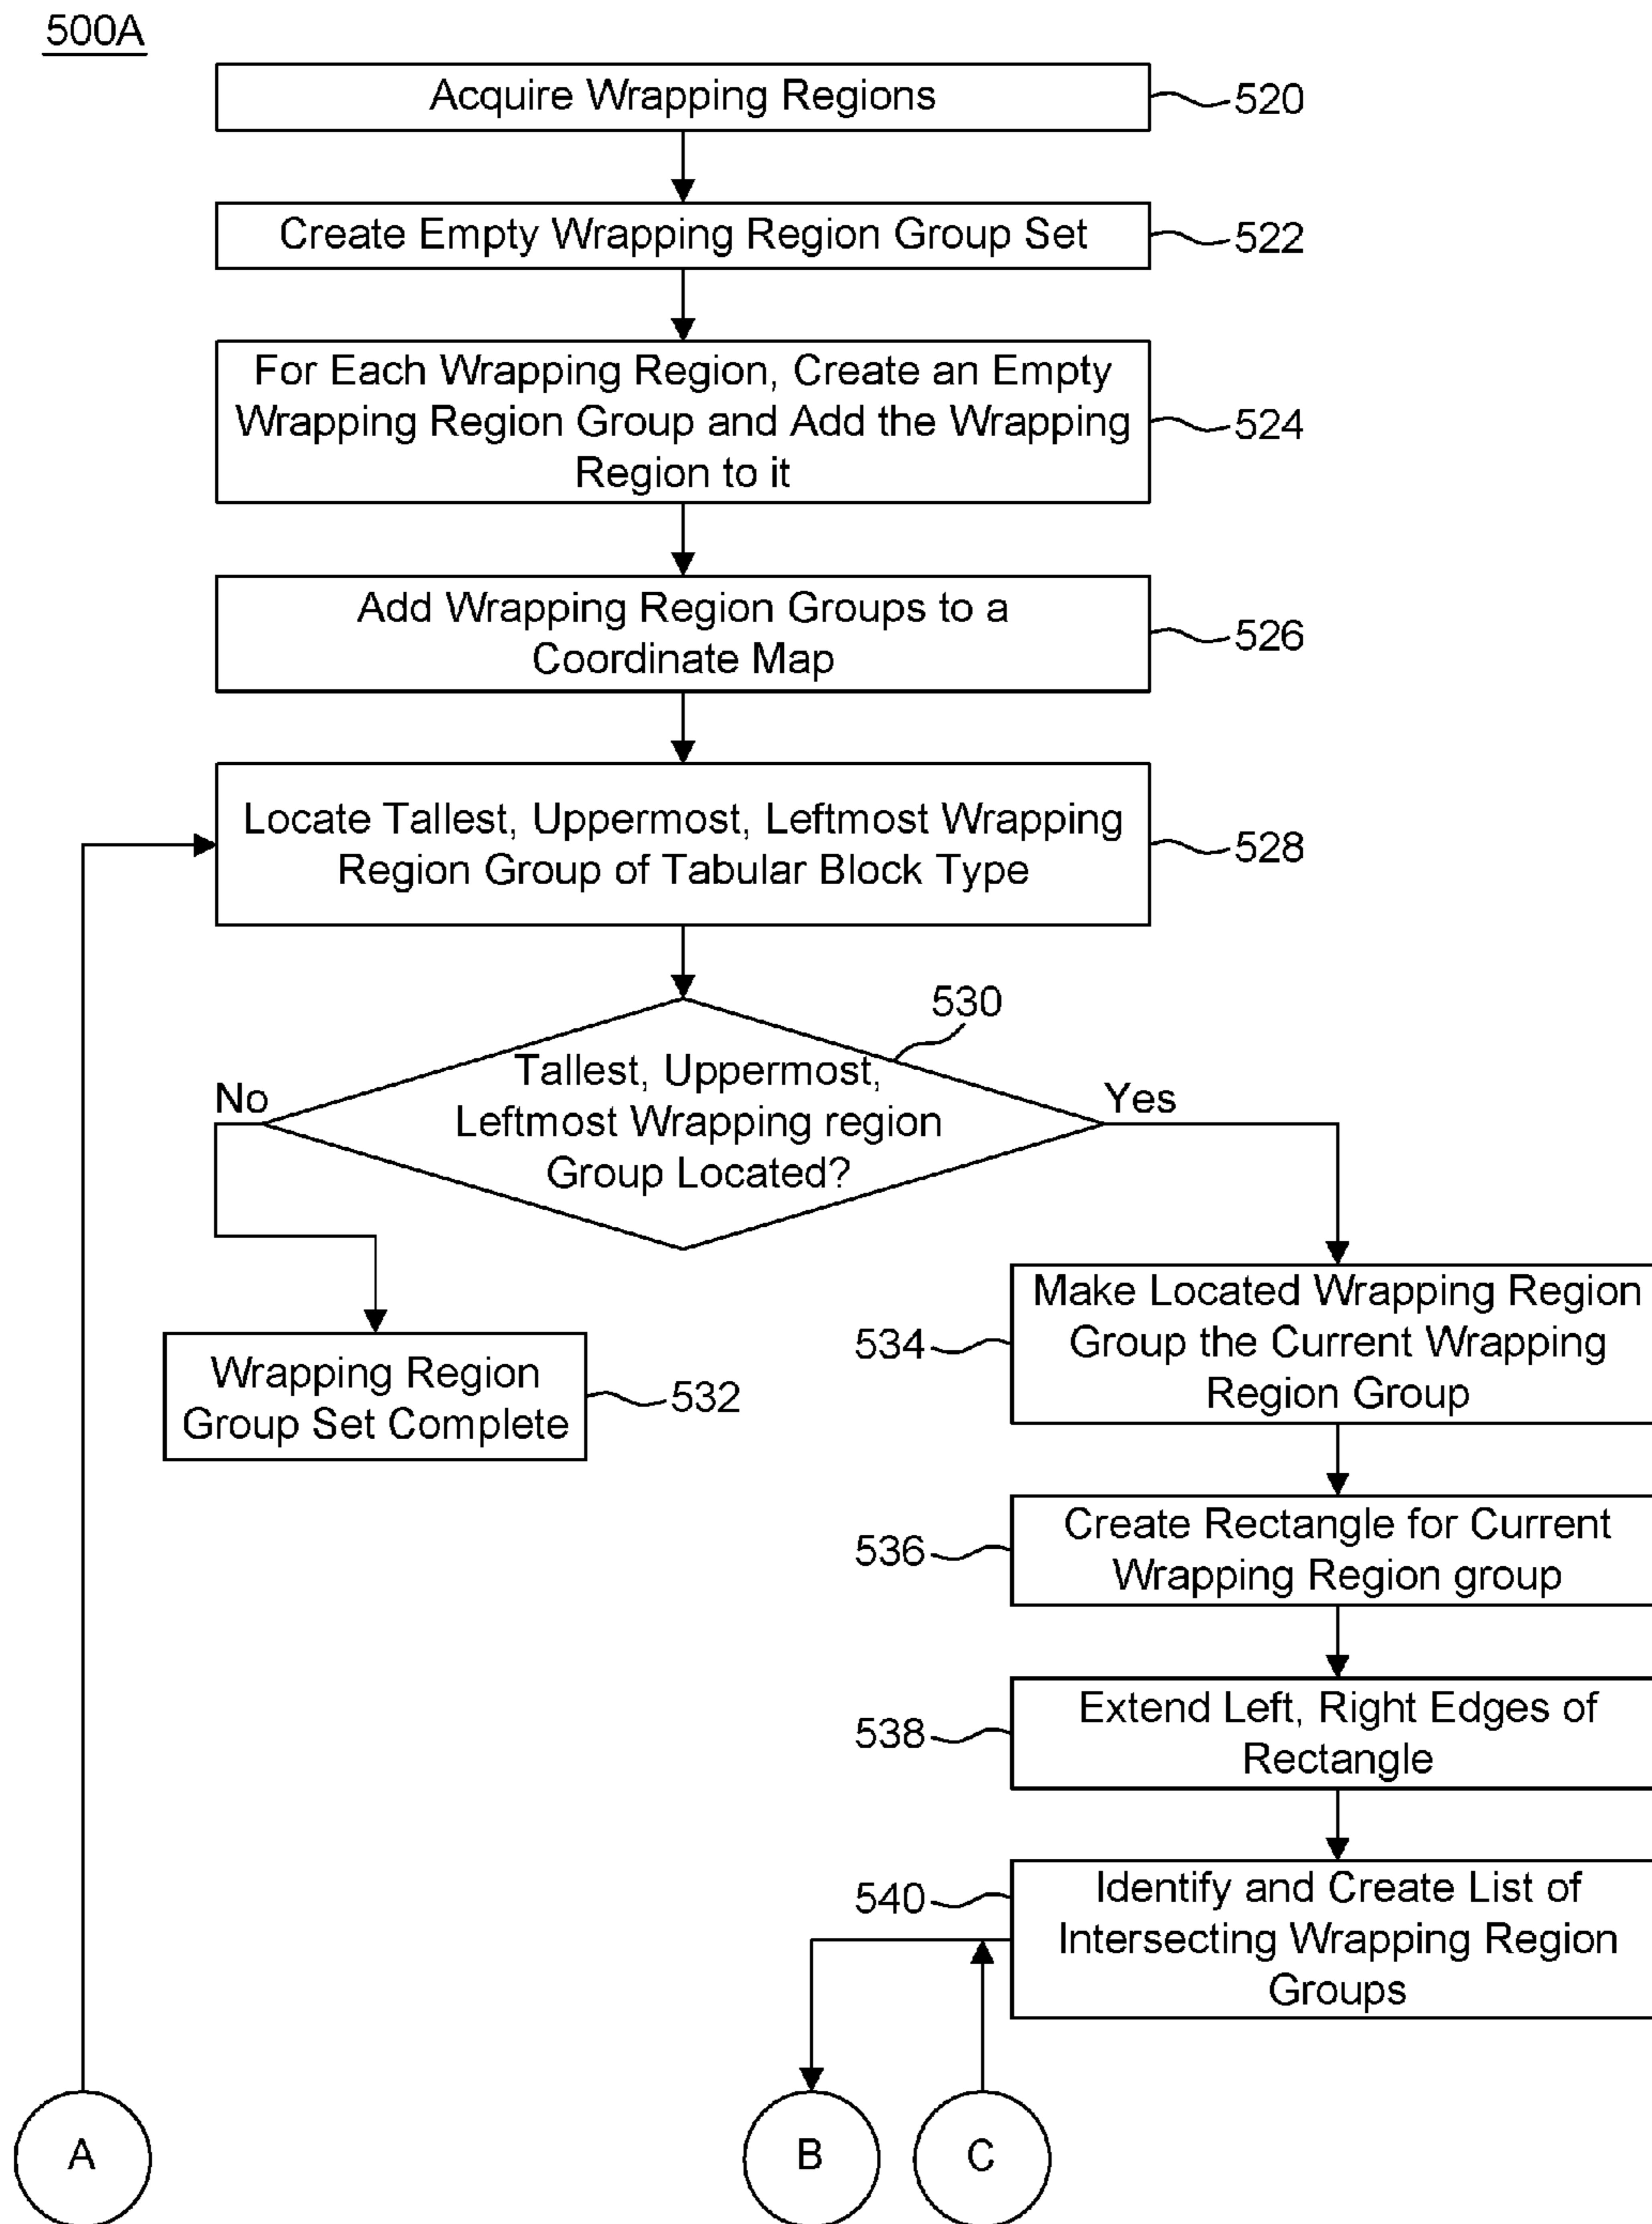 500A
Acquire Wrapping Regions
520
Create Empty Wrapping Region Group Set
522
For Each Wrapping Region, Create an Empty
Wrapping Region Group and Add the Wrapping
Region to it
524
Add Wrapping Region Groups to a
Coordinate Map
526
Locate Tallest, Uppermost, Leftmost Wrapping
Region Group of Tabular Block Type
528
530
Tallest, Uppermost,
Leftmost Wrapping region
Group Located?
No
Yes
Wrapping Region
Group Set Complete
532
Make Located Wrapping Region
Group the Current Wrapping
Region Group
534
Create Rectangle for Current
Wrapping Region group
536
Extend Left, Right Edges of
Rectangle
538
Identify and Create List of
Intersecting Wrapping Region
Groups
540
A
B
C